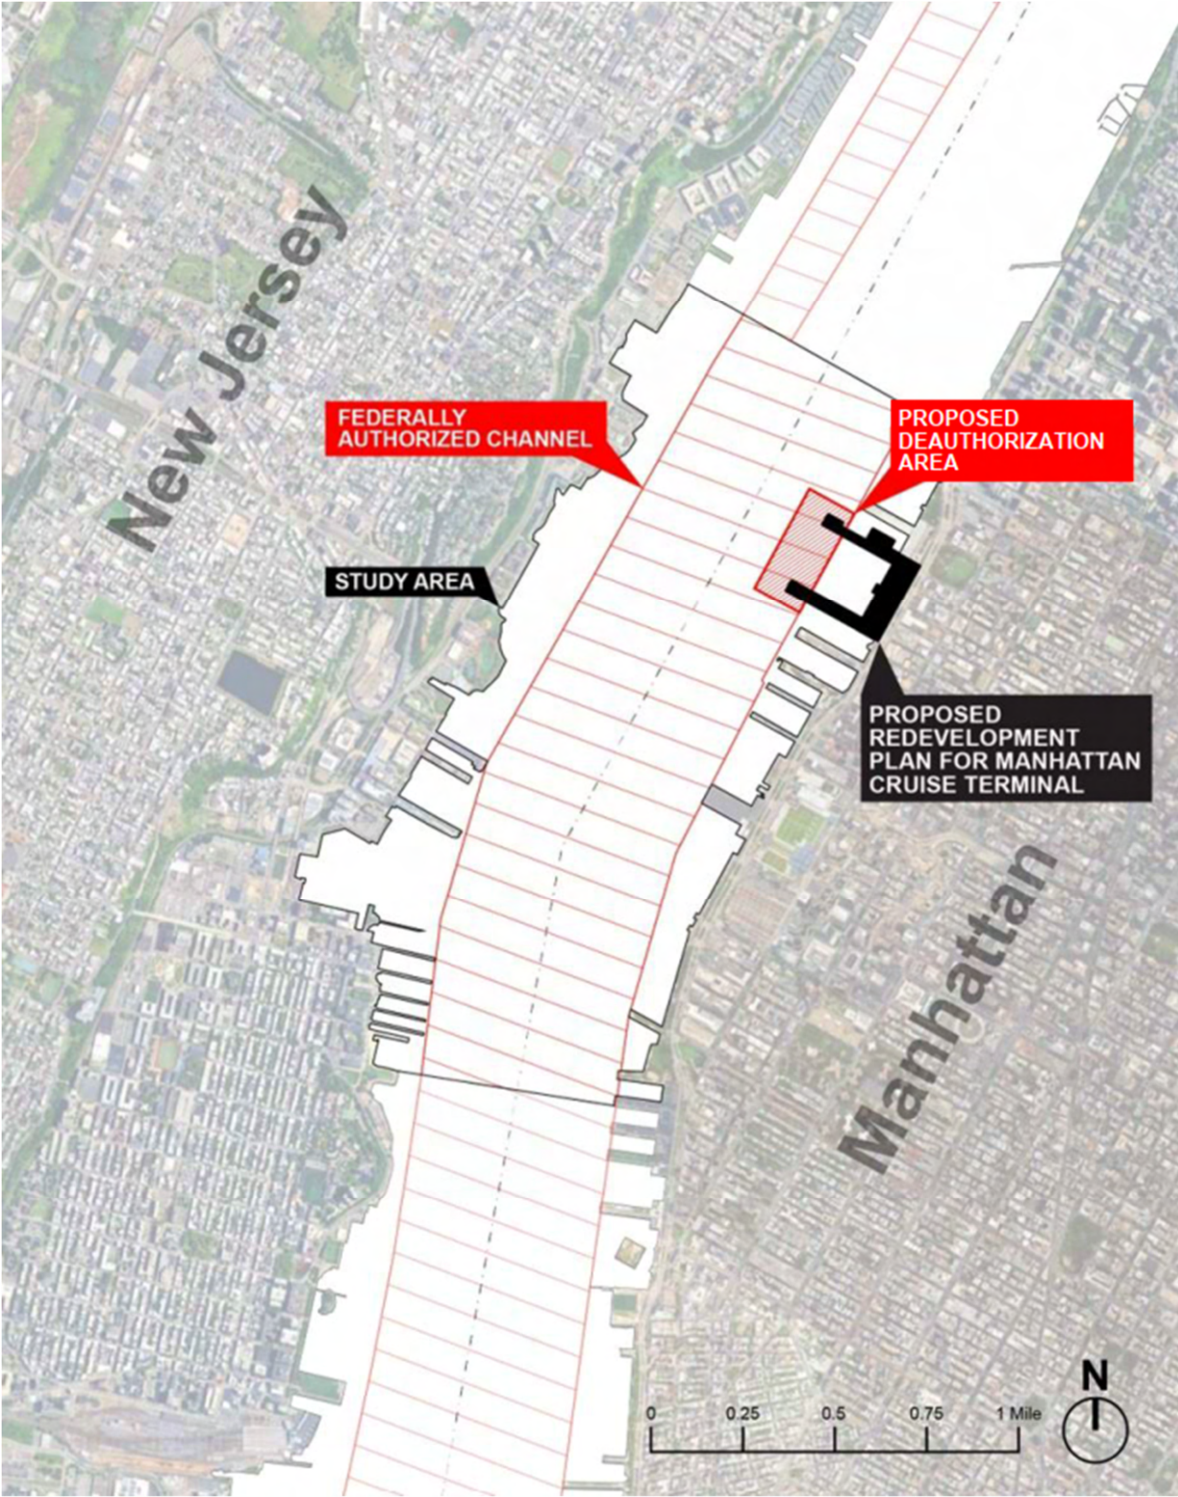 New Jersey
FEDERALLY
AUTHORIZED CHANNEL
PROPOSED
DEAUTHORIZATION
AREA
STUDY AREA
PROPOSED
REDEVELOPMENT
PLAN FOR MANHATTAN
CRUISE TERMINAL
Manhattan
N
0 0.25 0.5 0.75 1 Mile